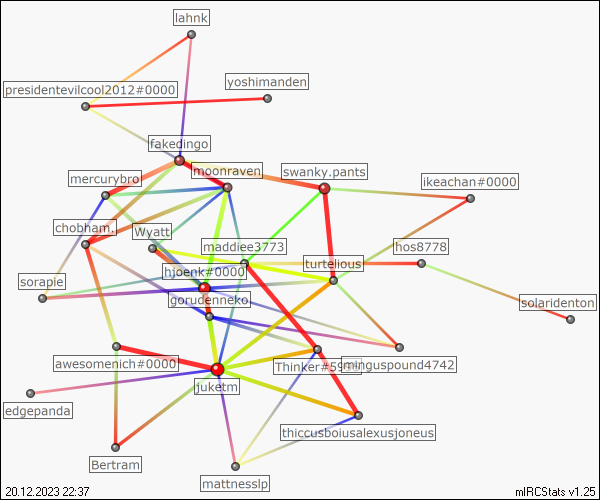 lahnk
yoshimanden
presidentevilcool2012#0000
fakedingo
moonraven
swanky.pants
mercurybro
ikeachan#0000
chobham.
Wyatt
maddiee3773
hos8778
turtelious
hjoenk#0000
sorapie
gorudenneko.
solaridenton
awesomenich#0000
Thinker#59
minguspound4742
juketm
edgepanda
thiccusboiusalexusjoneus
Bertram
mattnesslp
20.12.2023 22:37
mIRCStats v1.25